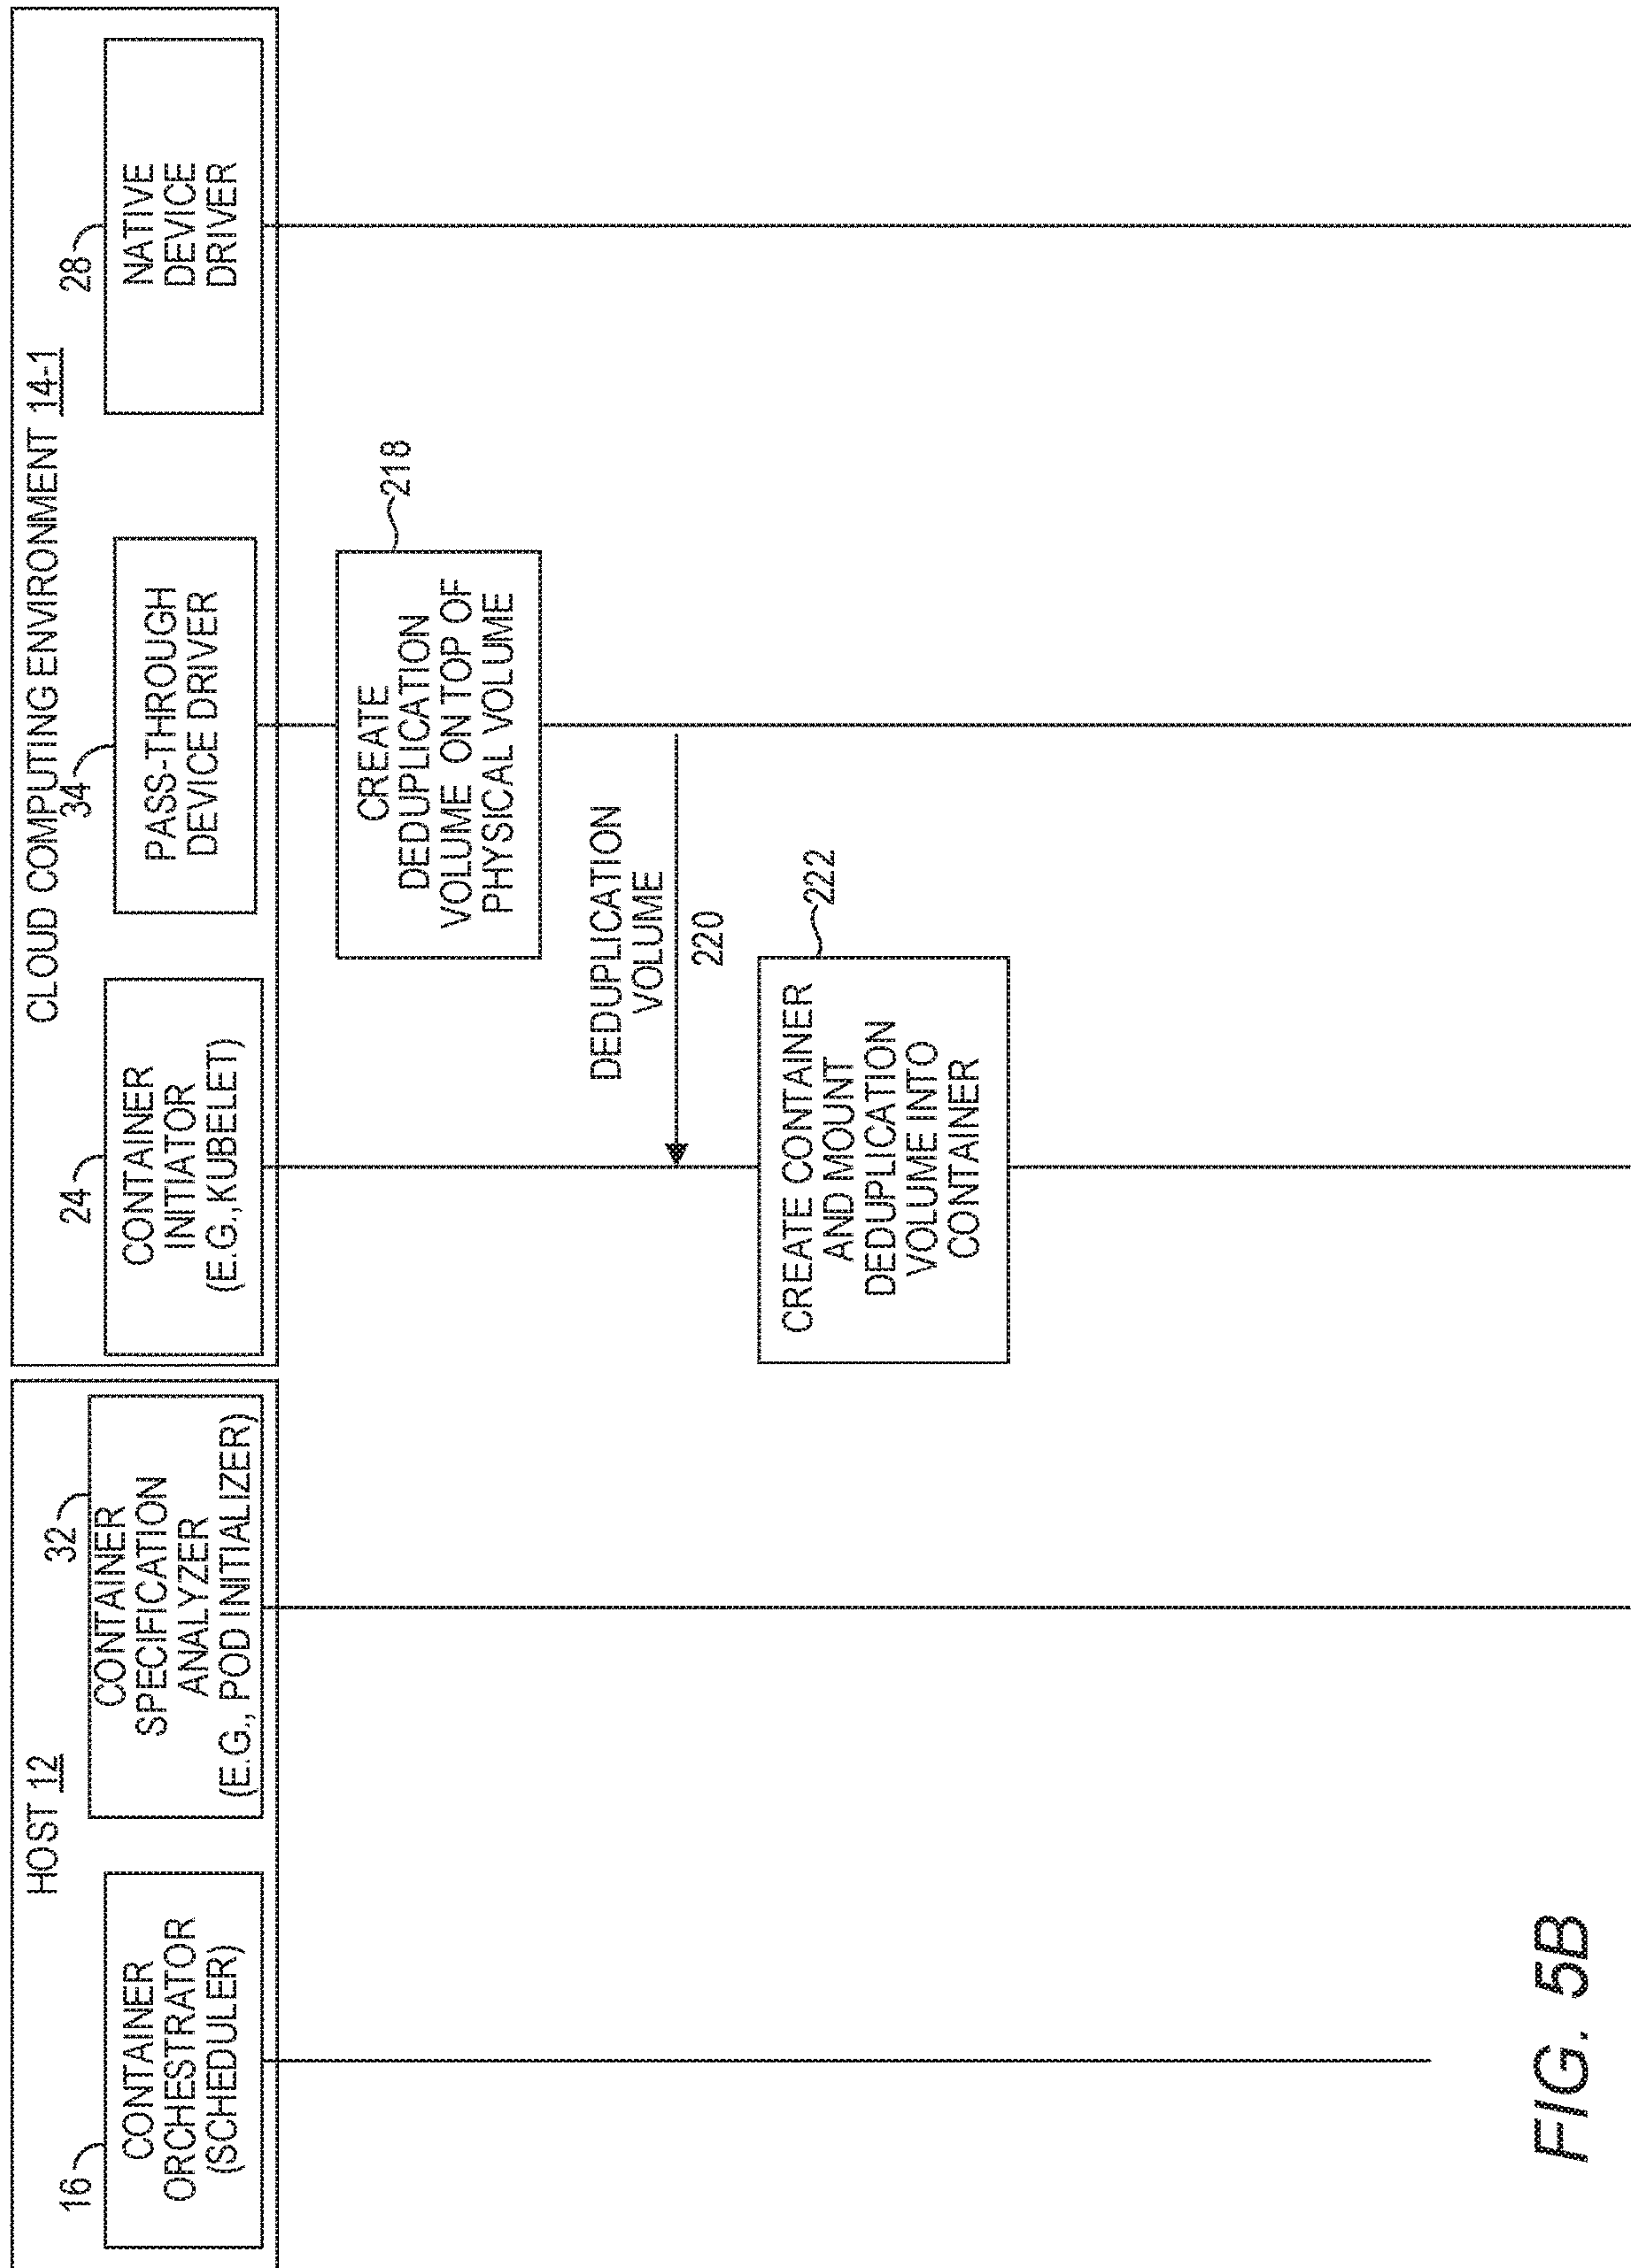 HOST 12
CLOUD COMPUTING ENVIRONMENT 14-1
16
CONTAINER
ORCHESTRATOR
(SCHEDULER)
32
CONTAINER
SPECIFICATION
ANALYZER
(E.G., POD INITIALIZER)
24
CONTAINER
INITIATOR
(E.G.,KUBELET)
34
PASS-THROUGH
DEVICE DRIVER
28
NATIVE
DEVICE
DRIVER
218
CREATE
DEDUPLICATION
VOLUME ON TOP OF
PHYSICAL VOLUME
DEDUPLICATION
VOLUME
220
222
CREATE CONTAINER
AND MOUNT
DEDUPLICATION
VOLUME INTO
CONTAINER
FIG. 5B